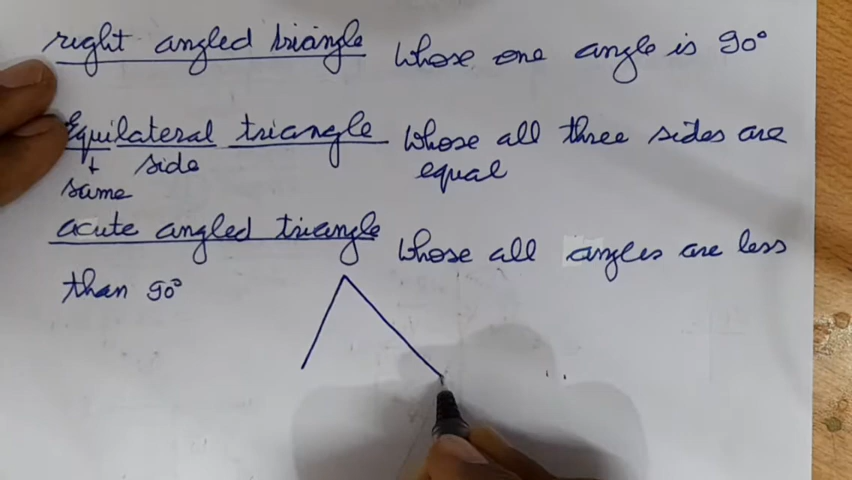 right angled triangle whose one angle is 90°
Equilateral triangle whose all three sides are
+ side equal
same
acute angled triangle whose all angles are less
than 90°